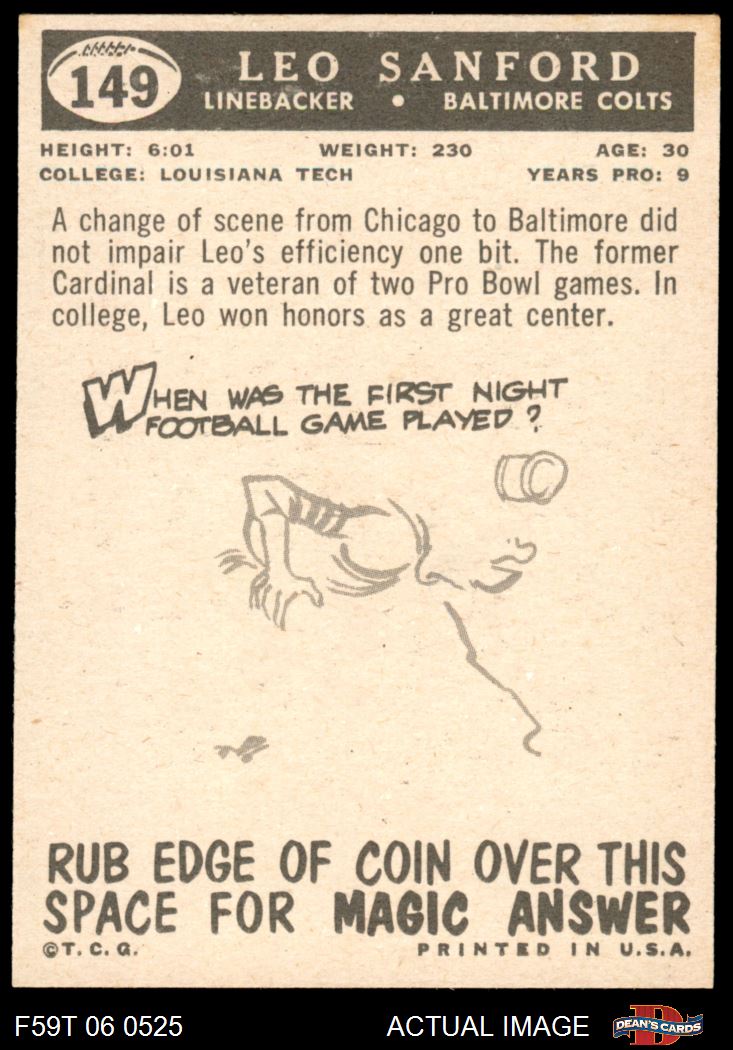 149
LEO SANFORD
LINEBACKER • BALTIMORE COLTS
HEIGHT: 6:01 WEIGHT: 230 AGE: 30
COLLEGE: LOUISIANA TECH YEARS PRO: 9
A change of scene from Chicago to Baltimore did
not impair Leo's efficiency one bit. The former
Cardinal is a veteran of two Pro Bowl games. In
college, Leo won honors as a great center.
WHEN WAS THE FIRST NIGHT
FOOTBALL GAME PLAYED?
RUB EDGE OF COIN OVER THIS
SPACE FOR MAGIC ANSWER
©T. C. G. PRINTED IN U.S.A.
F59T 06 0525 ACTUAL IMAGE D DEAN'S CARDS